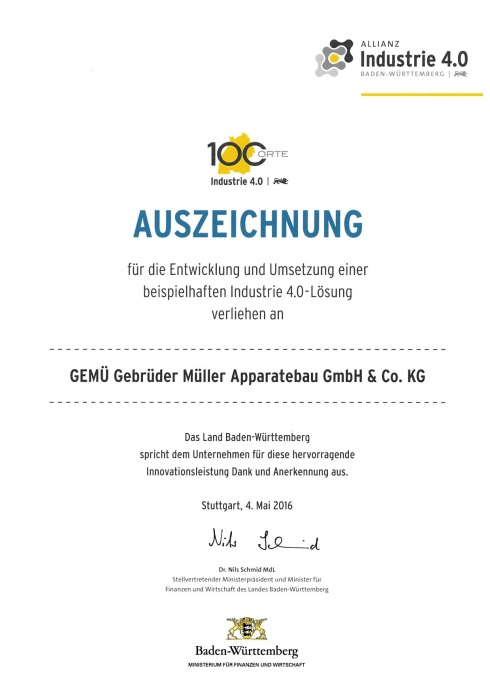 ALLIANZ
Industrie 4.0
BADEN-WÜRTTEMBERG |
100 ORTE
Industrie 4.0 |
AUSZEICHNUNG
für die Entwicklung und Umsetzung einer
beispielhaften Industrie 4.0-Lösung
verliehen an
GEMÜ Gebrüder Müller Apparatebau GmbH & Co. KG
Das Land Baden-Württemberg
spricht dem Unternehmen für diese hervorragende
Innovationsleistung Dank und Anerkennung aus.
Stuttgart, 4. Mai 2016
Nils Schmid
Dr. Nils Schmid MdL
Stellvertretender Ministerpräsident und Minister für
Finanzen und Wirtschaft des Landes Baden-Württemberg
Baden-Württemberg
MINISTERIUM FÜR FINANZEN UND WIRTSCHAFT